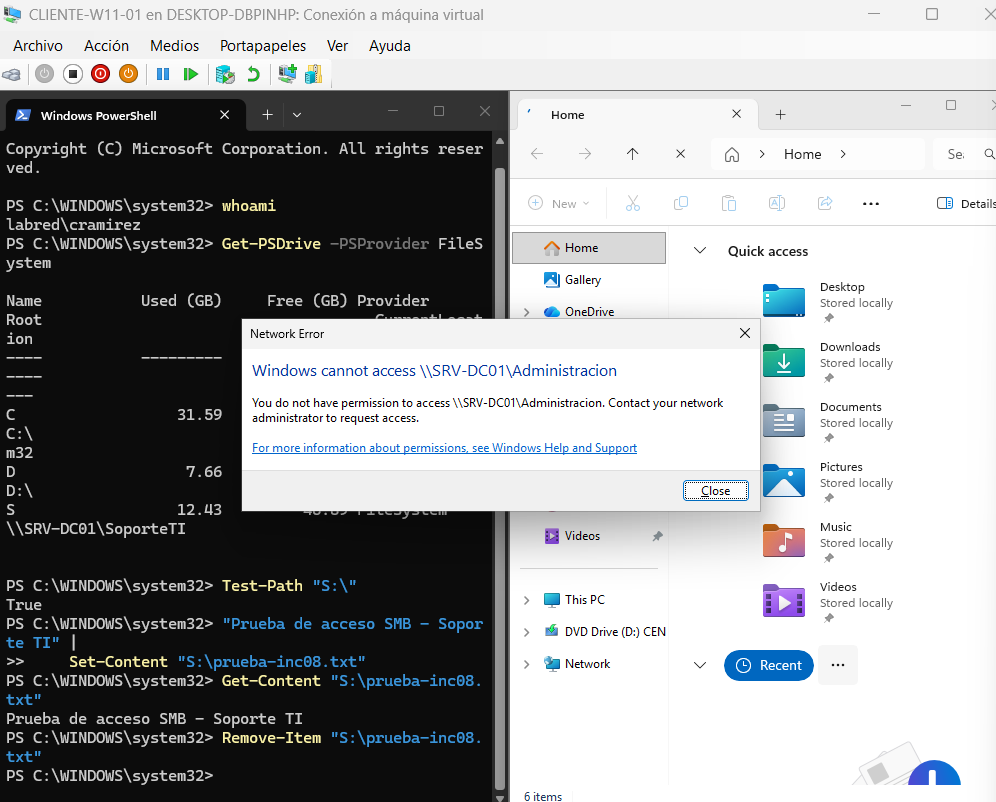 CLIENTE-W11-01 en DESKTOP-DBPINHP: Conexión a máquina virtual
Archivo Acción Medios Portapapeles Ver Ayuda
Windows PowerShell
Copyright (C) Microsoft Corporation. All rights reser
ved.
PS C:\WINDOWS\system32> whoami
labred\cramirez
PS C:\WINDOWS\system32> Get-PSDrive -PSProvider FileS
ystem
Name Used (GB) Free (GB) Provider
Root CurrentLocat
ion
---- ---------
----
---
C 31.59
C:\
m32
D 7.66
D:\
S 12.43 FileSystem
\\SRV-DC01\SoporteTI
PS C:\WINDOWS\system32> Test-Path "S:\"
True
PS C:\WINDOWS\system32> "Prueba de acceso SMB - Sopor
te TI" |
>> Set-Content "S:\prueba-inc08.txt"
PS C:\WINDOWS\system32> Get-Content "S:\prueba-inc08.
txt"
Prueba de acceso SMB - Soporte TI
PS C:\WINDOWS\system32> Remove-Item "S:\prueba-inc08.
txt"
PS C:\WINDOWS\system32>
Network Error
Windows cannot access \\SRV-DC01\Administracion
You do not have permission to access \\SRV-DC01\Administracion. Contact your network
administrator to request access.
For more information about permissions, see Windows Help and Support
Close
Home
Home
Se
New
Details
Home
Gallery
OneDrive
Videos
This PC
DVD Drive (D:) CEN
Network
Quick access
Desktop
Stored locally
Downloads
Stored locally
Documents
Stored locally
Pictures
Stored locally
Music
Stored locally
Videos
Stored locally
Recent
6 items